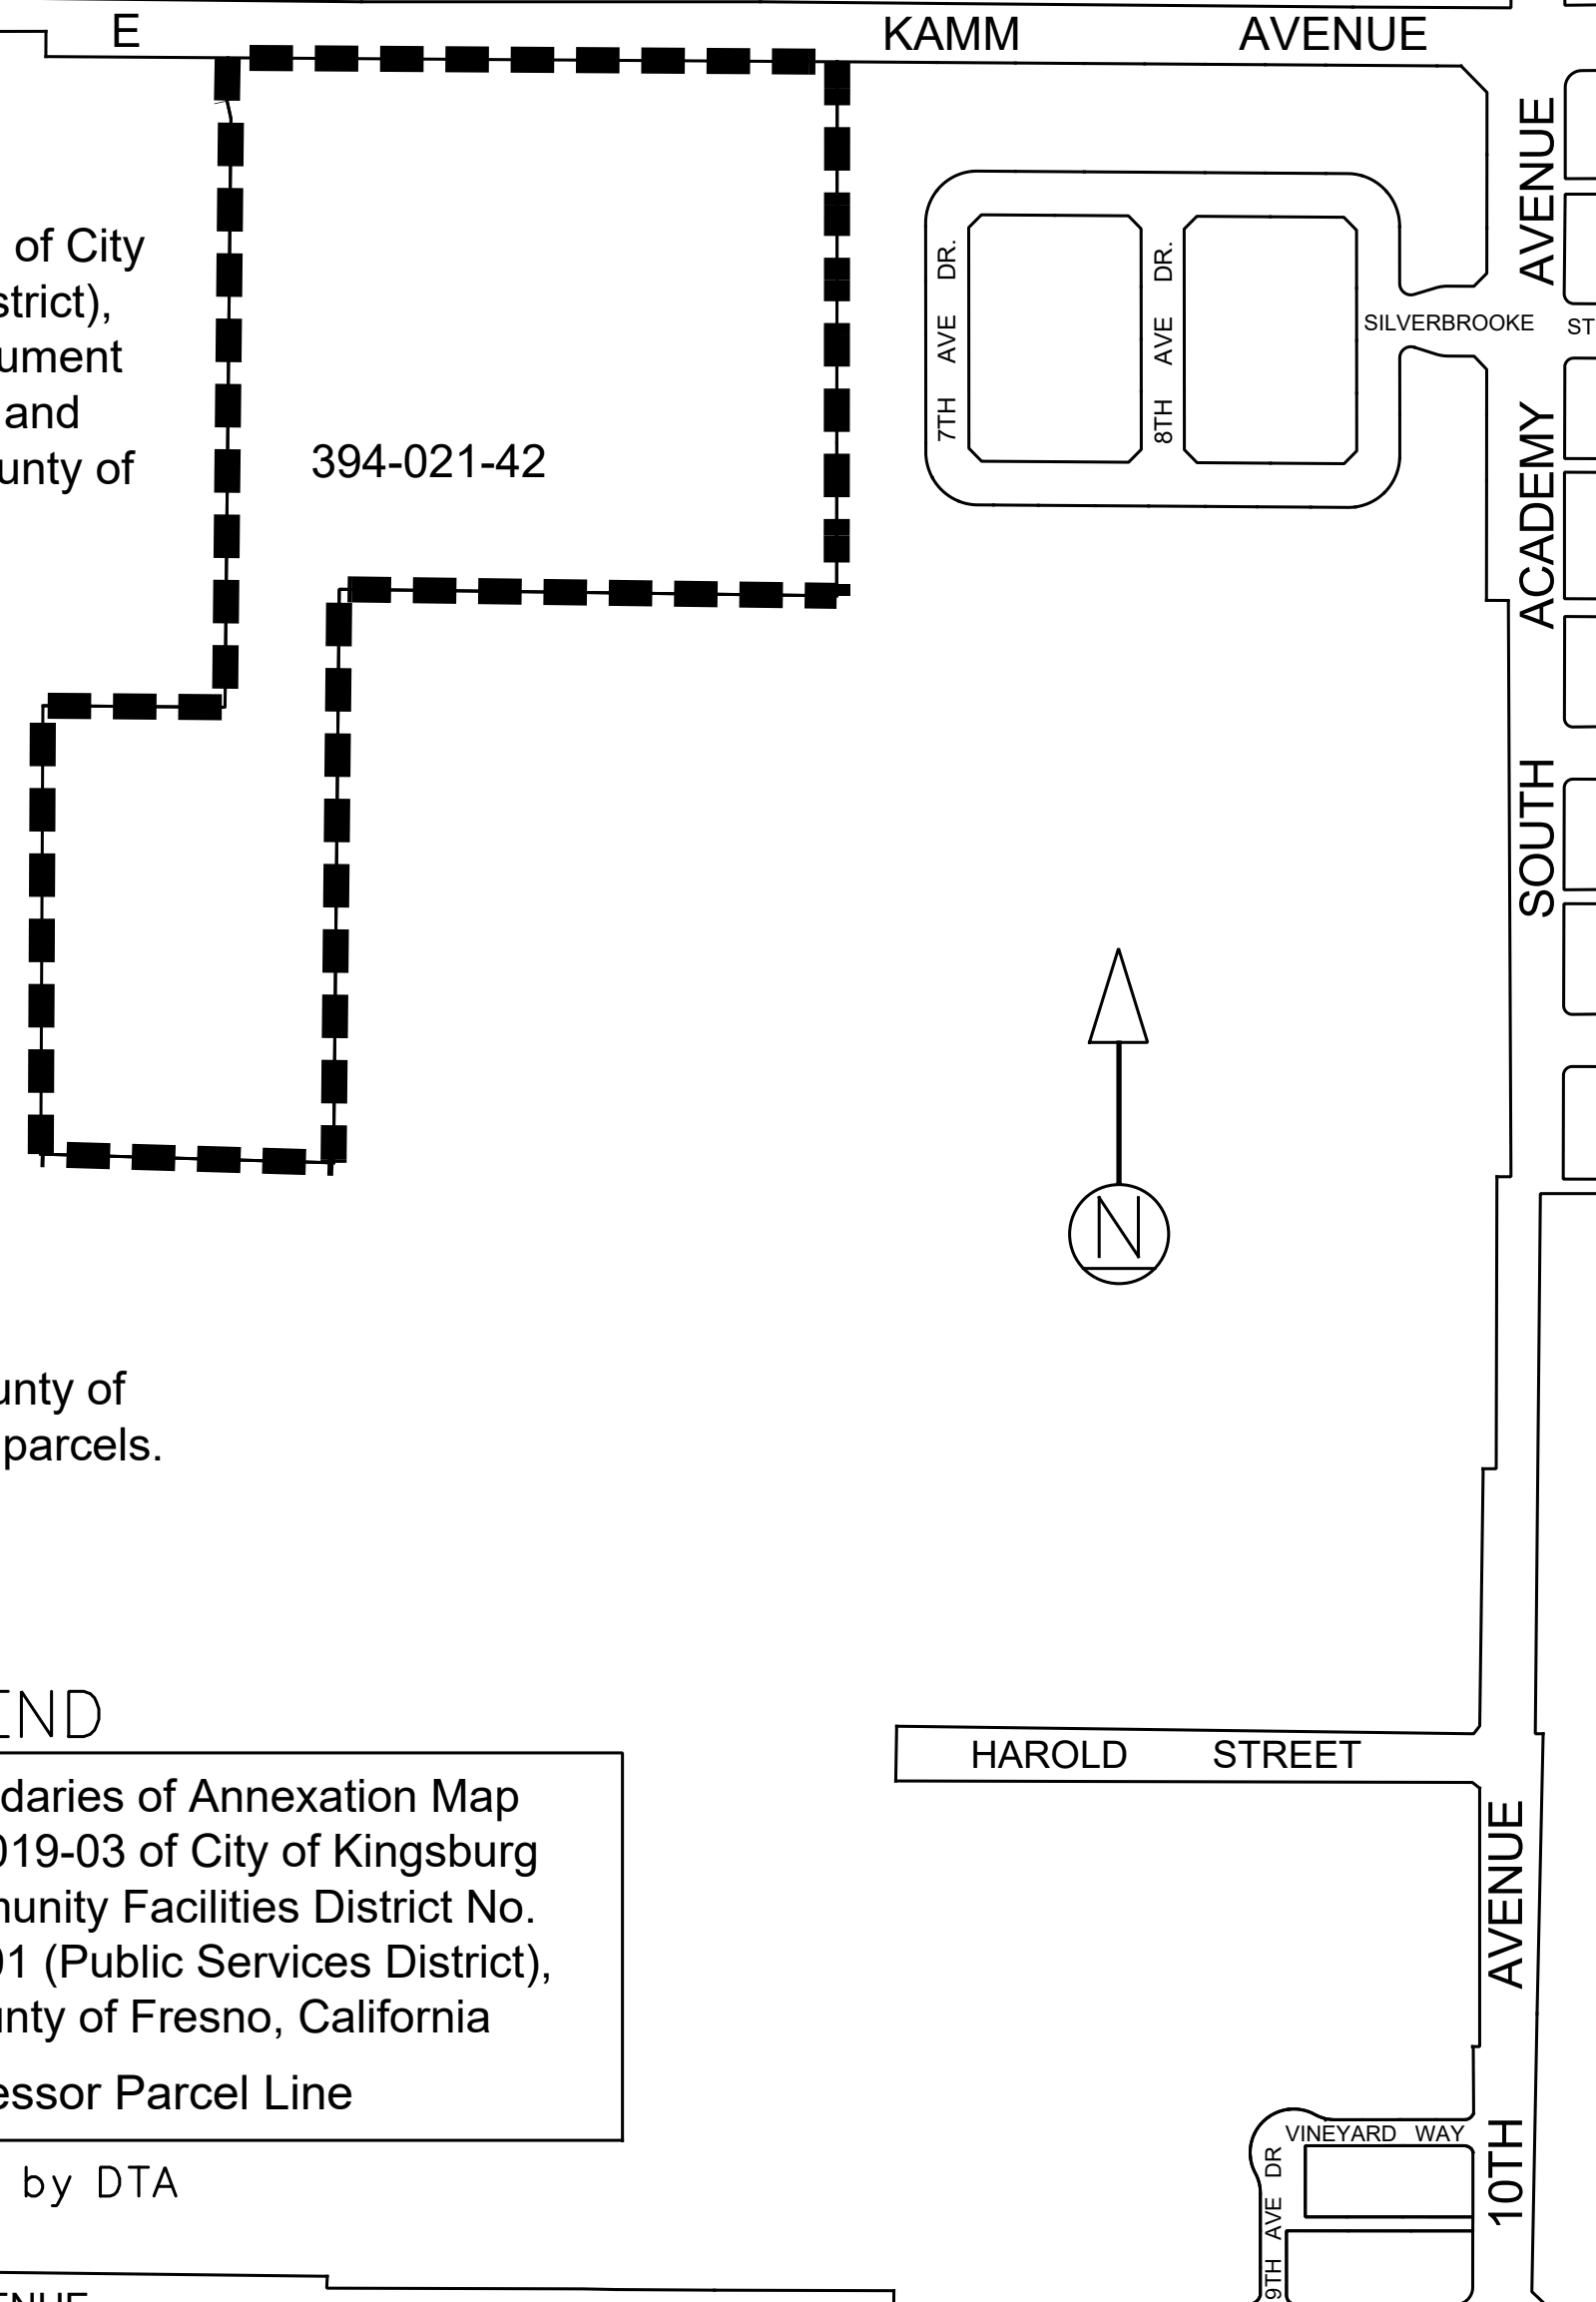 E KAMM AVENUE
of City
strict),
ument
and
unty of
394-021-42
7TH AVE DR.
8TH AVE DR.
SILVERBROOKE ST
SOUTH ACADEMY AVENUE
N
unty of
parcels.
END
daries of Annexation Map
019-03 of City of Kingsburg
munity Facilities District No.
01 (Public Services District),
unty of Fresno, California
essor Parcel Line
by DTA
HAROLD STREET
10TH AVENUE
VINEYARD WAY
9TH AVE DR